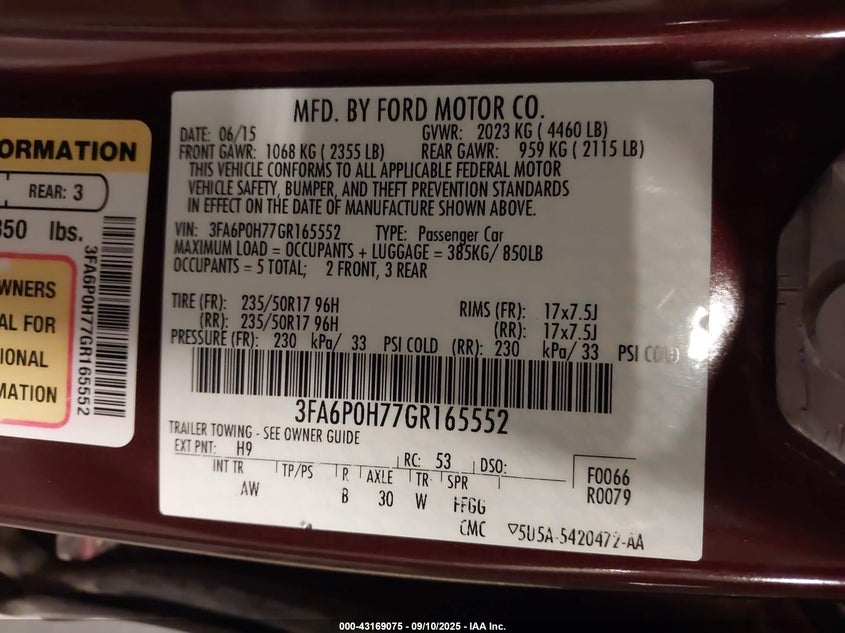 ORMATION
REAR: 3
850 lbs.
WNERS
AL FOR
IONAL
MATION
3FA6P0H77GR165552
MFD. BY FORD MOTOR CO.
DATE: 06/15 GVWR: 2023 KG ( 4460 LB)
FRONT GAWR: 1068 KG ( 2355 LB) REAR GAWR: 959 KG ( 2115 LB)
THIS VEHICLE CONFORMS TO ALL APPLICABLE FEDERAL MOTOR
VEHICLE SAFETY, BUMPER, AND THEFT PREVENTION STANDARDS
IN EFFECT ON THE DATE OF MANUFACTURE SHOWN ABOVE.
VIN: 3FA6P0H77GR165552 TYPE: Passenger Car
MAXIMUM LOAD = OCCUPANTS + LUGGAGE = 385KG/ 850LB
OCCUPANTS = 5 TOTAL; 2 FRONT, 3 REAR
TIRE (FR): 235/50R17 96H RIMS (FR): 17x7.5J
(RR): 235/50R17 96H (RR): 17x7.5J
PRESSURE (FR): 230 kPa/ 33 PSI COLD (RR): 230 kPa/ 33 PSI COLD
3FA6P0H77GR165552
TRAILER TOWING - SEE OWNER GUIDE
EXT PNT: H9 RC: 53 DSO: F0066
INT TR TP/PS R AXLE TR SPR R0079
AW B 30 W FFGG
CMC ▽5U5A-5420472-AA
000-43169075 - 09/10/2025 - IAA Inc.